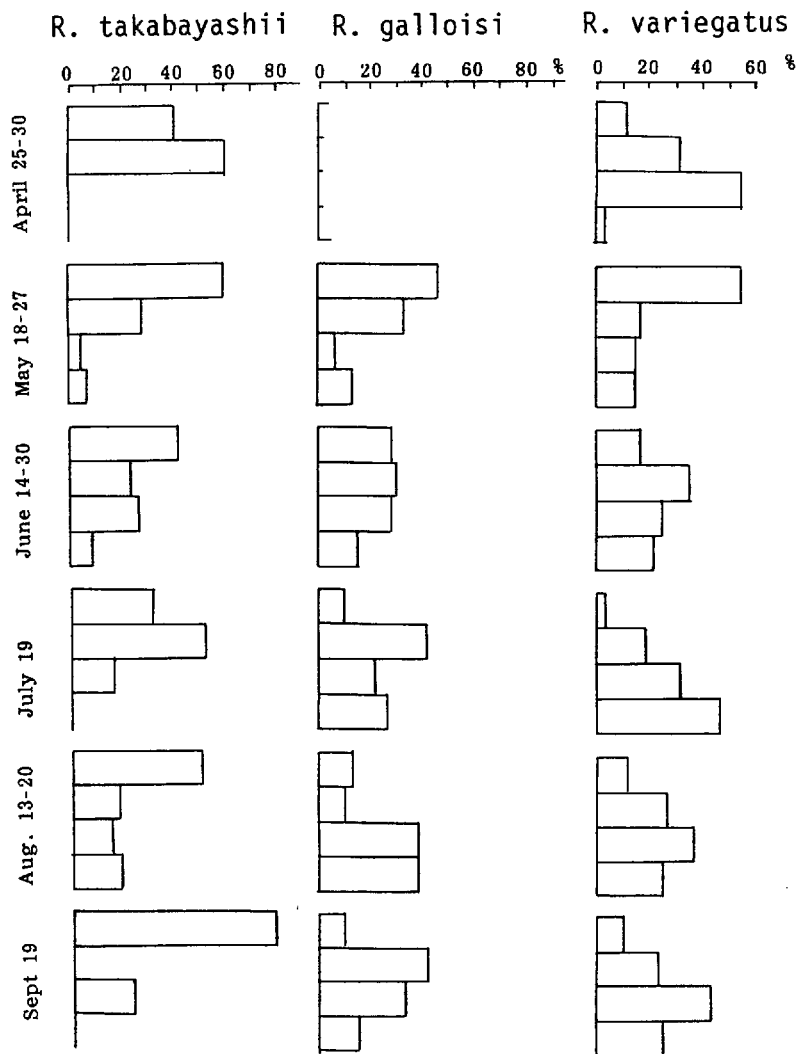 R. takabayashii R. galloisi R. variegatus
0 20 40 60 80 0 20 40 60 80 % 0 20 40 60 %
April 25-30
May 18-27
June 14-30
July 19
Aug. 13-20
Sept 19